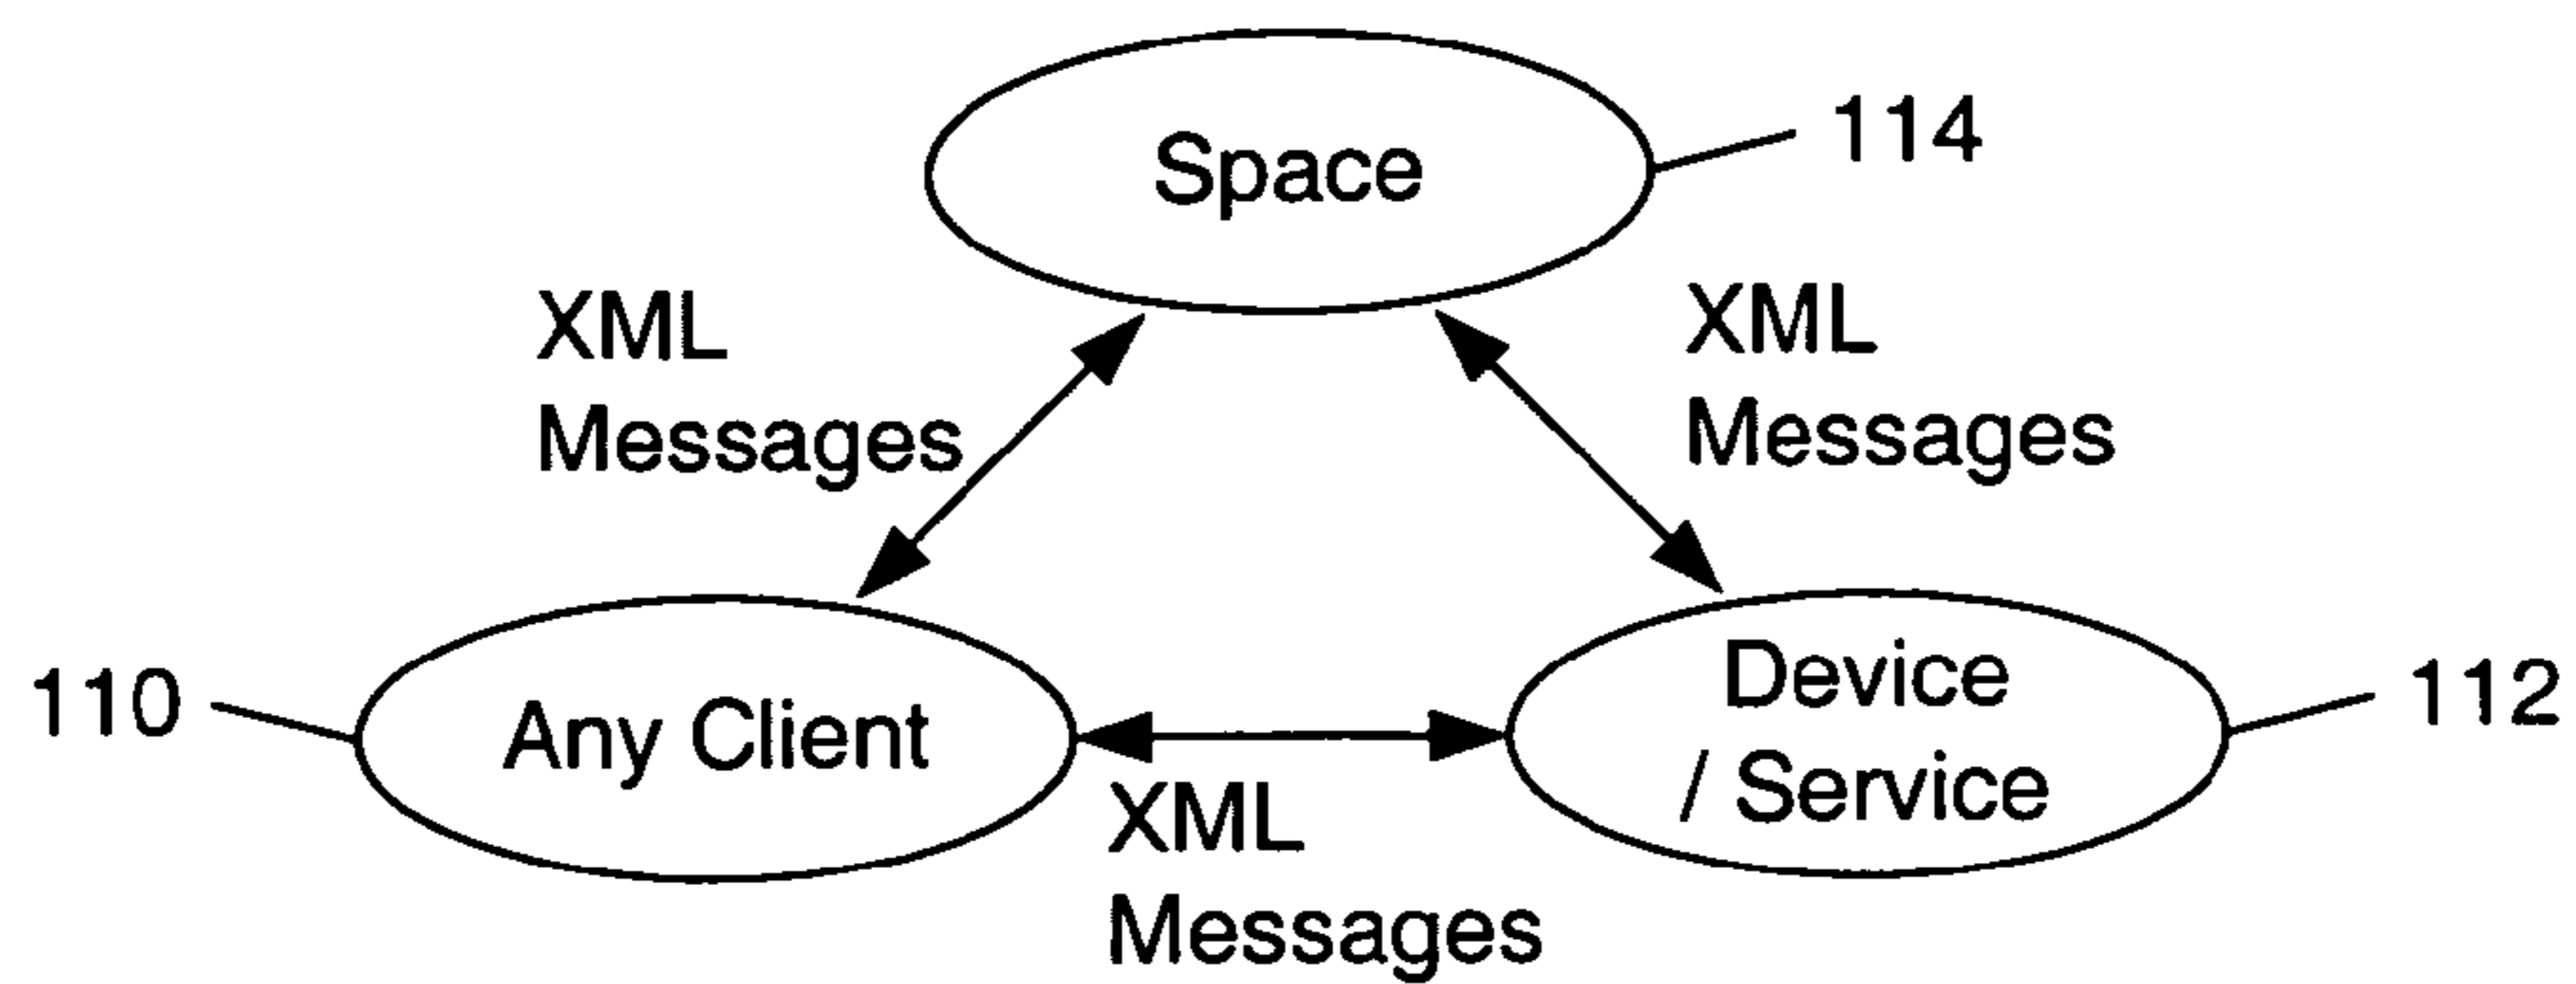 Space
114
XML
Messages
XML
Messages
110
Any Client
Device
/ Service
112
XML
Messages